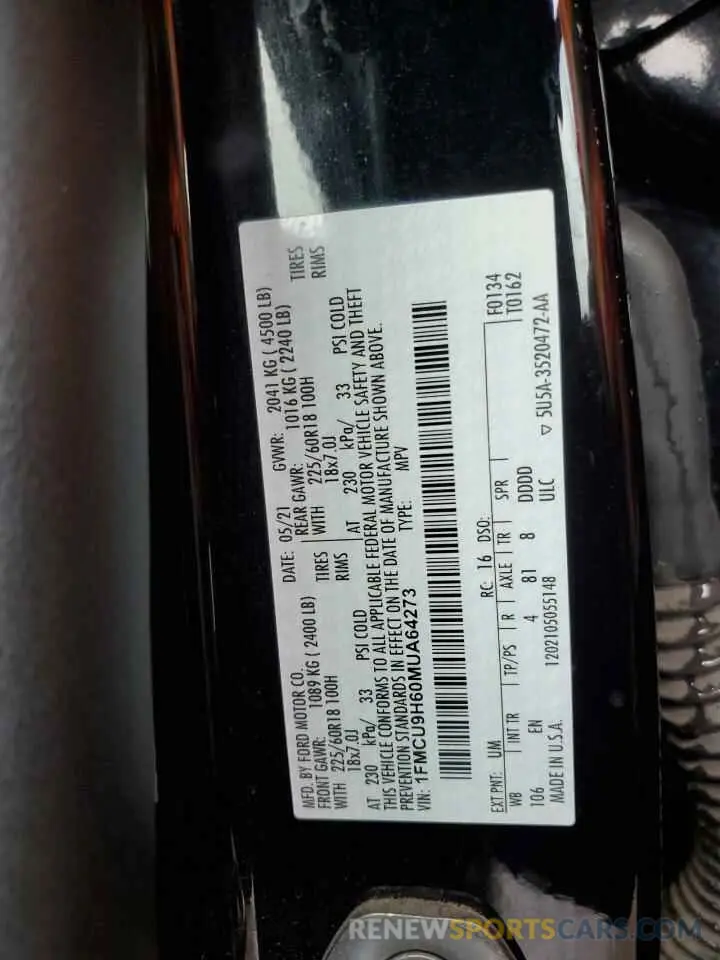 MFD. BY FORD MOTOR CO.
DATE: 05/21 GVWR: 2041 KG ( 4500 LB)
FRONT GAWR: 1089 KG ( 2400 LB)
REAR GAWR: 1016 KG ( 2240 LB)
WITH 225/60R18 100H TIRES
WITH 225/60R18 100H TIRES
18x7.0J RIMS
18x7.0J RIMS
AT 230 kPa/ 33 PSI COLD
AT 230 kPa/ 33 PSI COLD
THIS VEHICLE CONFORMS TO ALL APPLICABLE FEDERAL MOTOR VEHICLE SAFETY AND THEFT
PREVENTION STANDARDS IN EFFECT ON THE DATE OF MANUFACTURE SHOWN ABOVE.
VIN: 1FMCU9H60MUA64273 TYPE: MPV
EXT PNT: UM RC: 16 DSO: F0134
WB INT TR TP/PS R AXLE TR SPR T0162
106 EN 4 81 8 DDDD
MADE IN U.S.A. 1202105055148 ULC
5U5A-3520472-AA
RENEWSPORTSCARS.COM